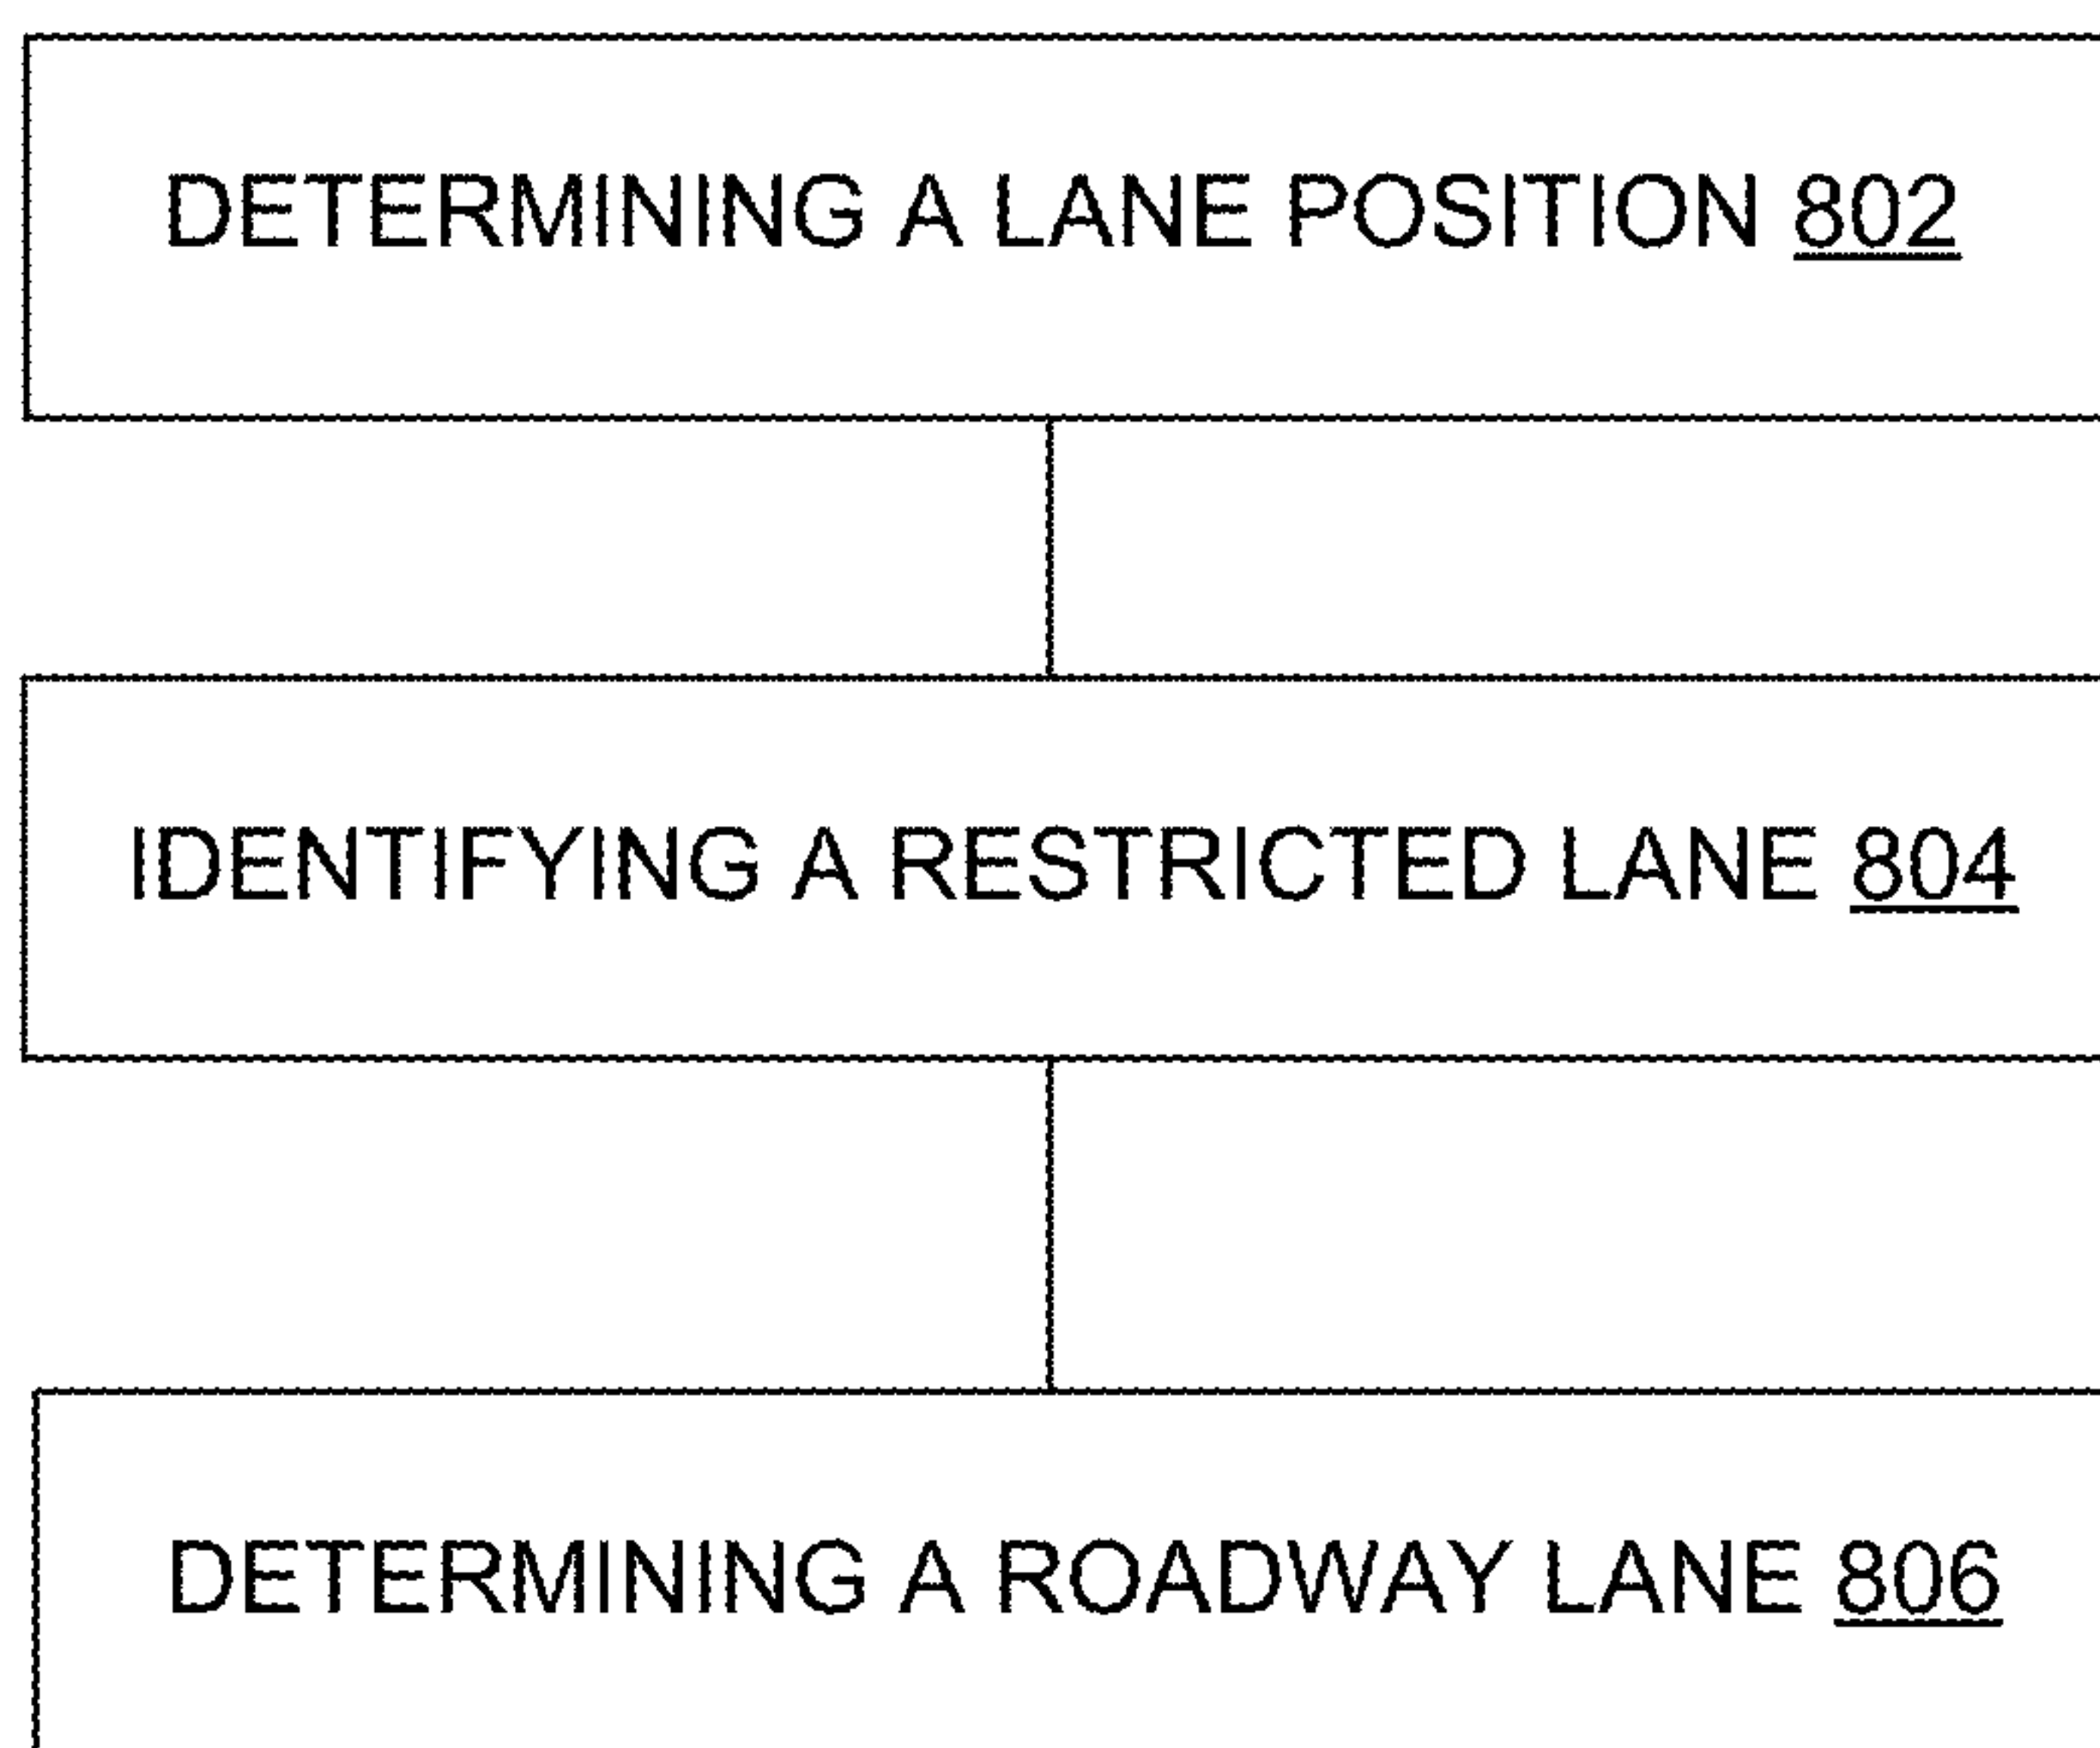 DETERMINING A LANE POSITION 802
IDENTIFYING A RESTRICTED LANE 804
DETERMINING A ROADWAY LANE 806